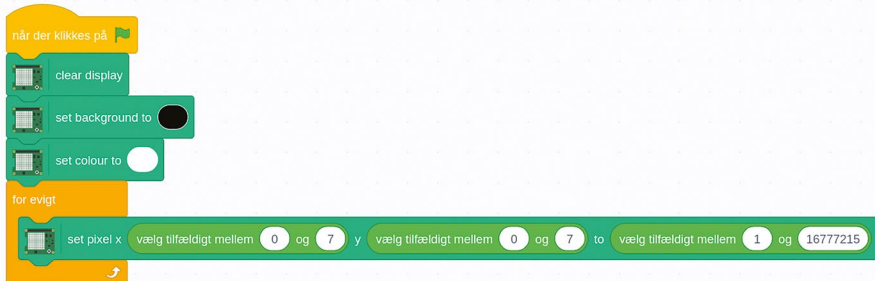 når der klikkes på
clear display
set background to
set colour to
for evigt
set pixel x vælg tilfældigt mellem 0 og 7 y vælg tilfældigt mellem 0 og 7 to vælg tilfældigt mellem 1 og 16777215